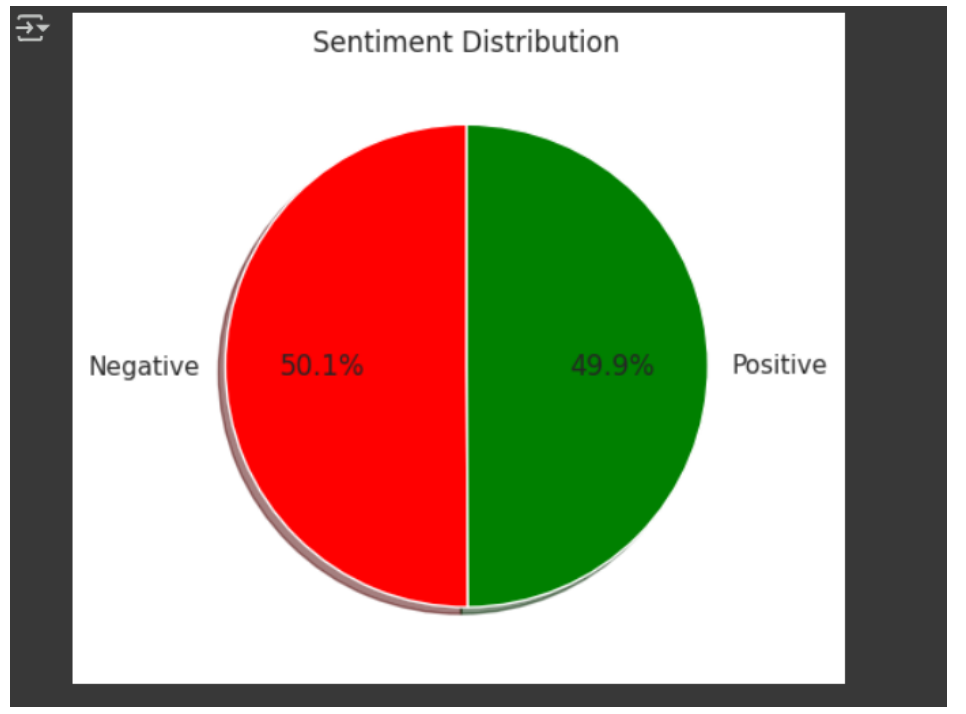 Sentiment Distribution
Negative
50.1%
49.9%
Positive